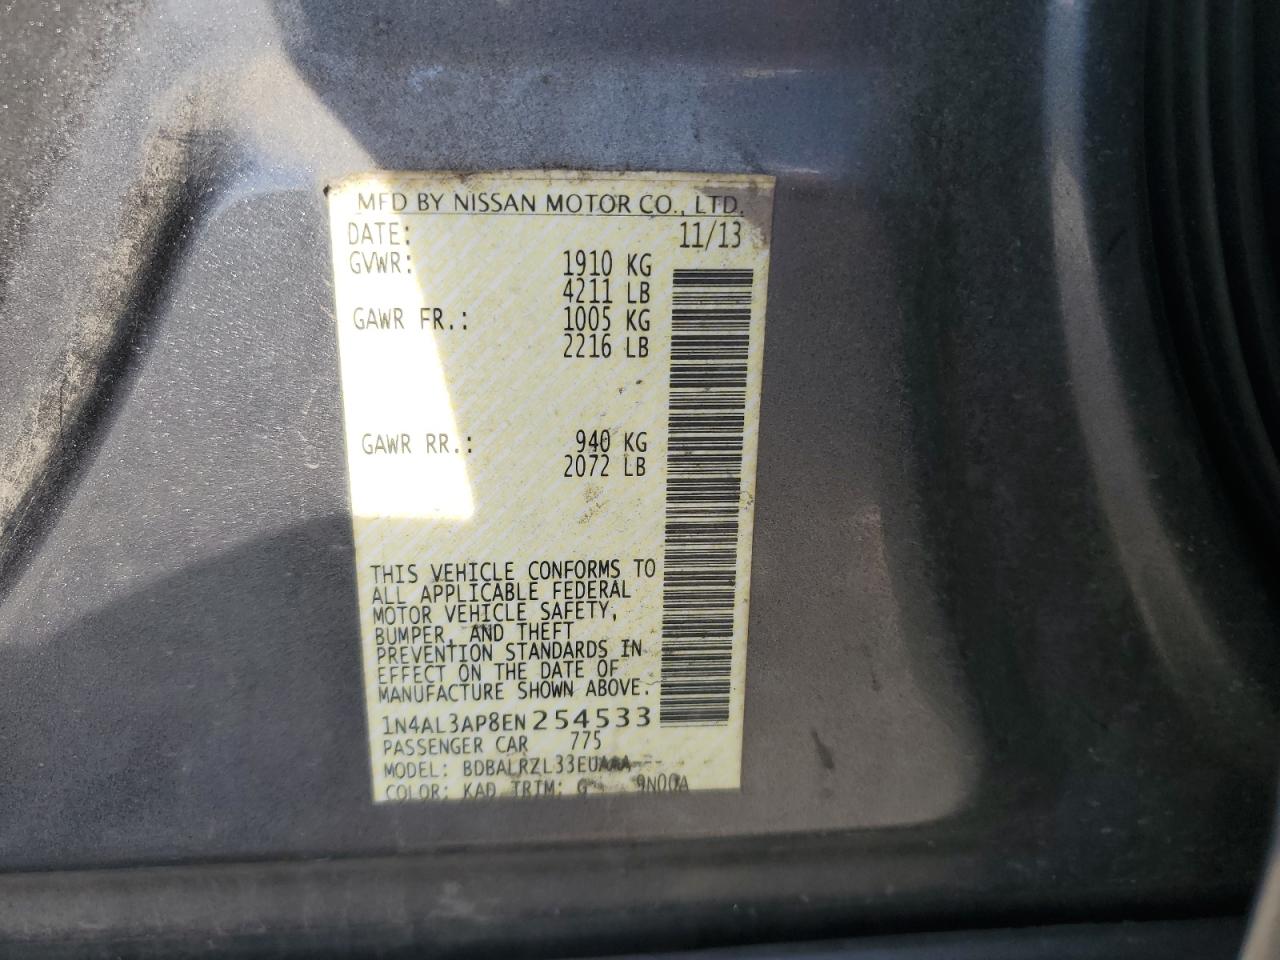 MFD BY NISSAN MOTOR CO., LTD.
DATE: 11/13
GVWR: 1910 KG
4211 LB
GAWR FR.: 1005 KG
2216 LB
GAWR RR.: 940 KG
2072 LB
THIS VEHICLE CONFORMS TO
ALL APPLICABLE FEDERAL
MOTOR VEHICLE SAFETY,
BUMPER, AND THEFT
PREVENTION STANDARDS IN
EFFECT ON THE DATE OF
MANUFACTURE SHOWN ABOVE.
1N4AL3AP8EN254533
PASSENGER CAR 775
MODEL:
COLOR: KAD TRIM: G